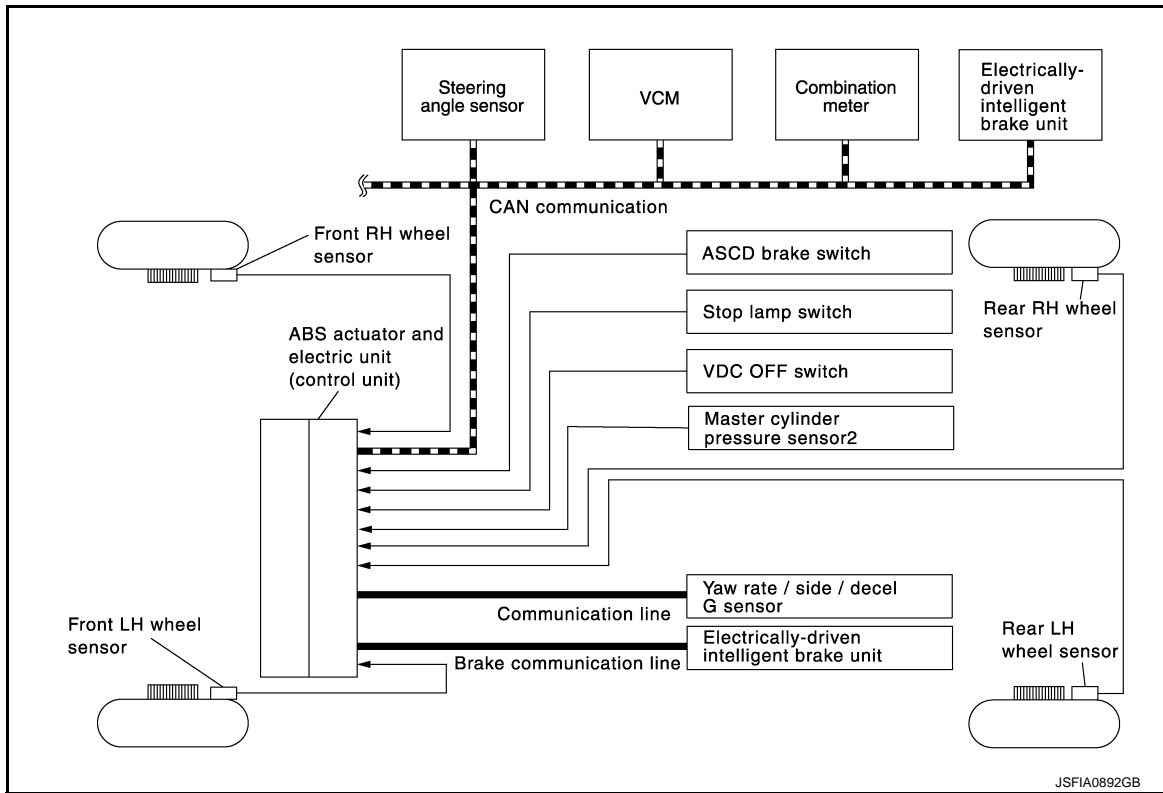 Steering
angle sensor
VCM
Combination
meter
Electrically-
driven
intelligent
brake unit
CAN communication
Front RH wheel
sensor
ASCD brake switch
Rear RH wheel
sensor
Stop lamp switch
ABS actuator and
electric unit
(control unit)
VDC OFF switch
Master cylinder
pressure sensor2
Yaw rate / side / decel
G sensor
Communication line
Front LH wheel
sensor
Electrically-driven
intelligent brake unit
Brake communication line
Rear LH
wheel sensor
JSFIA0892GB